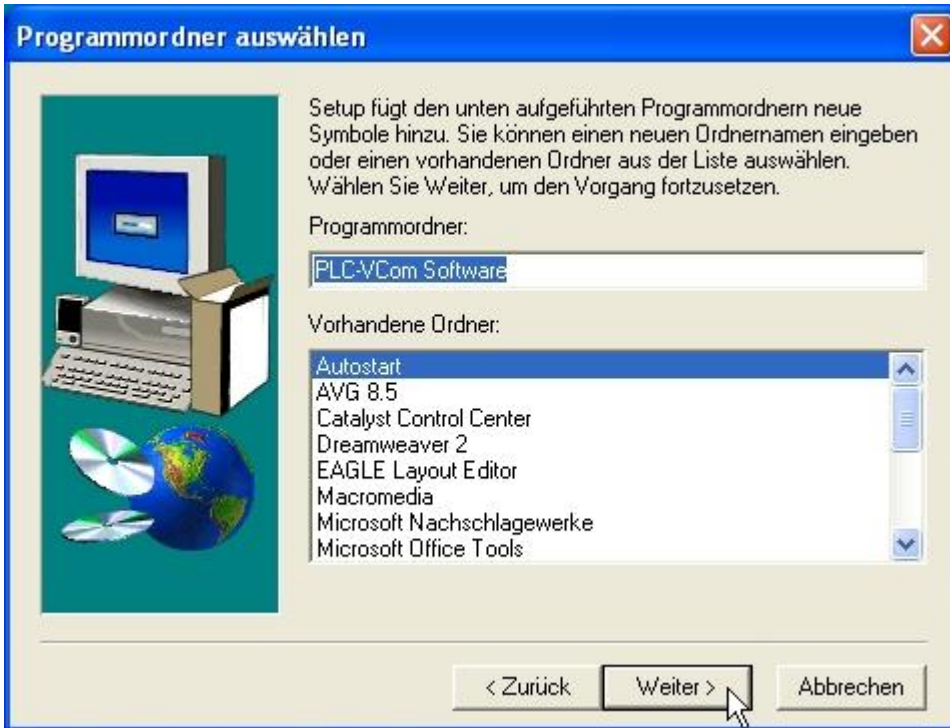 Programmordner auswählen
Setup fügt den unten aufgeführten Programmordnern neue
Symbole hinzu. Sie können einen neuen Ordnernamen eingeben
oder einen vorhandenen Ordner aus der Liste auswählen.
Wählen Sie Weiter, um den Vorgang fortzusetzen.
Programmordner:
PLC-VCom Software
Vorhandene Ordner:
Autostart
AVG 8.5
Catalyst Control Center
Dreamweaver 2
EAGLE Layout Editor
Macromedia
Microsoft Nachschlagewerke
Microsoft Office Tools
< Zurück
Weiter >
Abbrechen